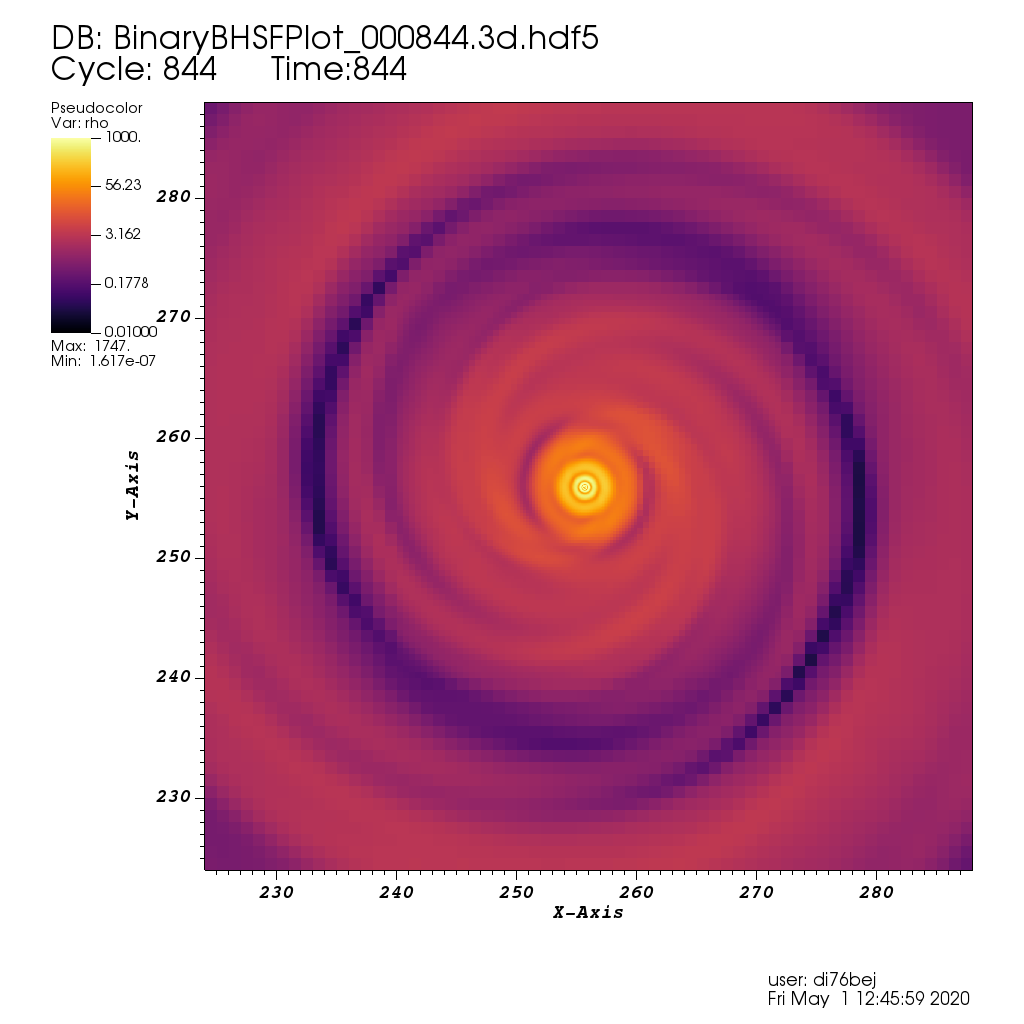 DB: BinaryBHSFPlot_000844.3d.hdf5
Cycle: 844 Time:844
Pseudocolor
Var: rho
1000.
56.23
3.162
0.1778
0.01000
Max: 1747.
Min: 1.617e-07
280
270
260
250
240
230
Y-Axis
230 240 250 260 270 280
X-Axis
user: di76bej
Fri May 1 12:45:59 2020